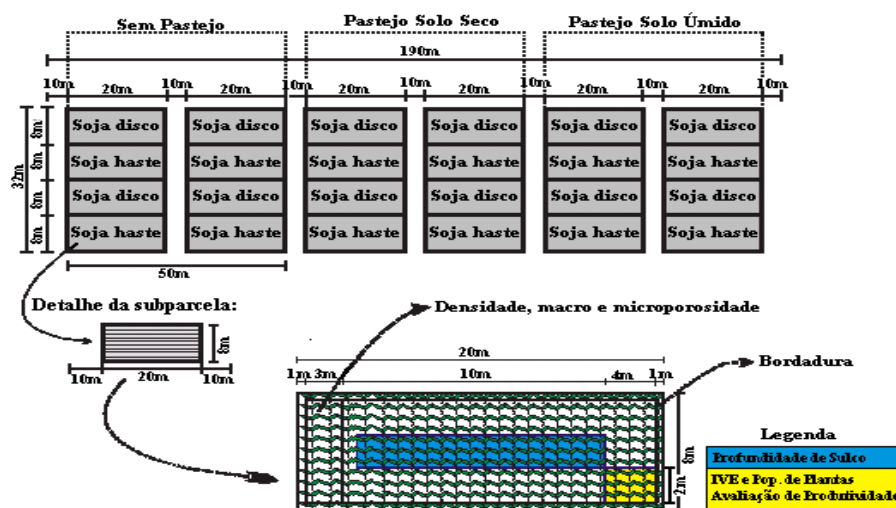 Sem Pastejo Pastejo Solo Seco Pastejo Solo Úmido
190m
10m 20m 10m 20m 10m 20m 10m 20m 10m 20m 10m 20m 10m
8m Soja disco Soja disco Soja disco Soja disco Soja disco Soja disco
8m Soja haste Soja haste Soja haste Soja haste Soja haste Soja haste
32m
8m Soja disco Soja disco Soja disco Soja disco Soja disco Soja disco
8m Soja haste Soja haste Soja haste Soja haste Soja haste Soja haste
50m
Detalhe da subparcela:
8m
10m 20m 10m
Densidade, macro e microporosidade
20m
Bordadura
1m 3m 10m 4m 1m
8m
2m
Legenda
Profundidade de Sulco
IVE e Pop. de Plantas
Avaliação de Produtividade